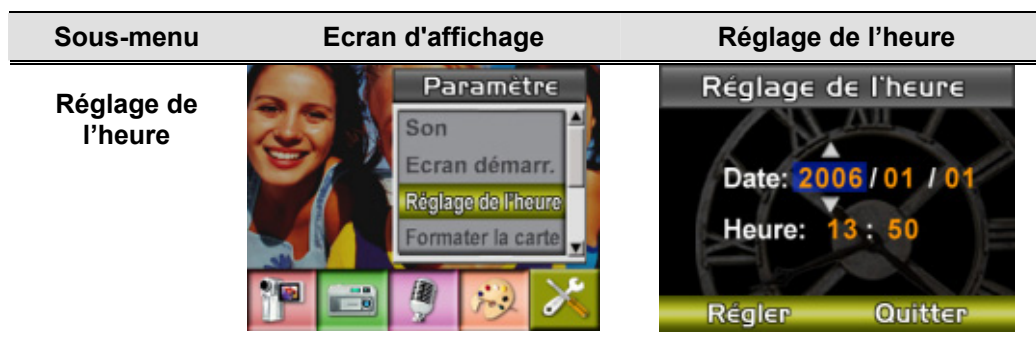 Sous-menu Ecran d'affichage Réglage de l’heure
Réglage de
l’heure
Paramètre
Son
Ecran démarr.
Réglage de l'heure
Formater la carte
Réglage de l'heure
Date: 2006 / 01 / 01
Heure: 13 : 50
Régler Quitter